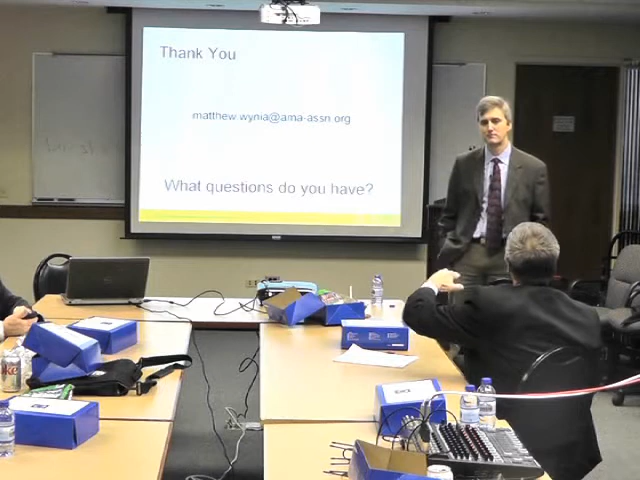 Thank You
matthew.wynia@ama-assn.org
What questions do you have?